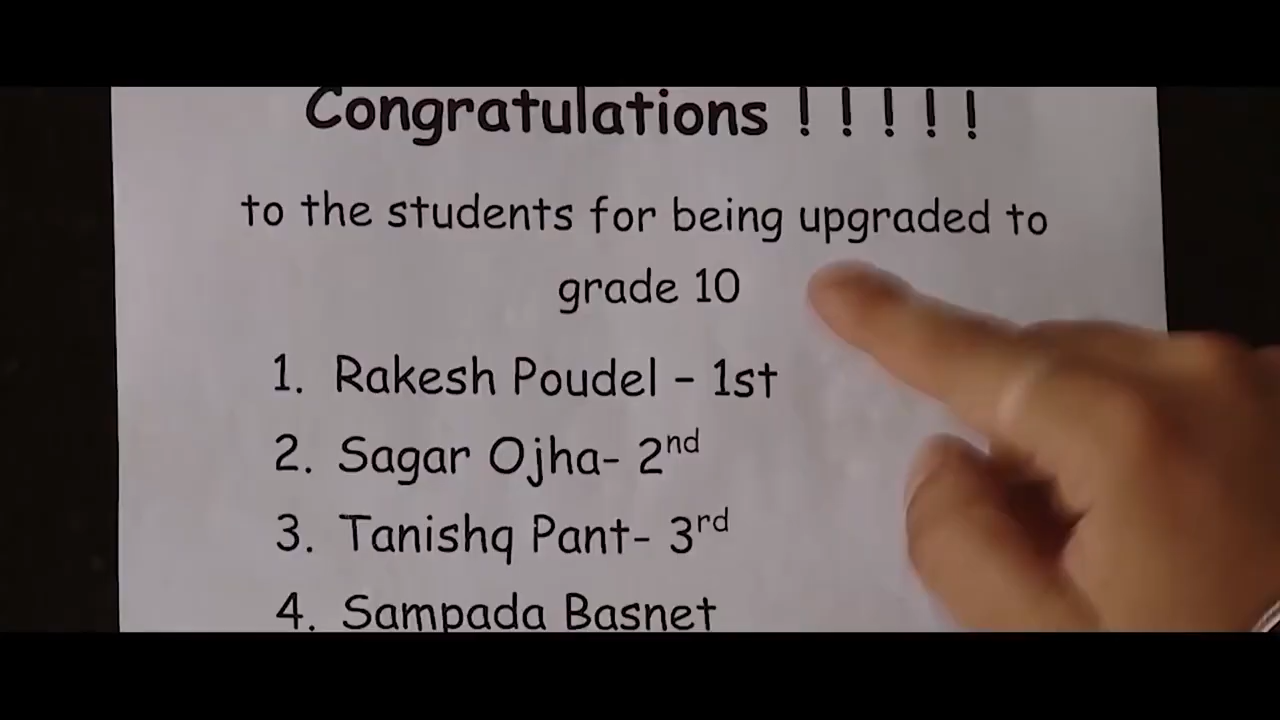 Congratulations ! ! ! ! !
to the students for being upgraded to
grade 10
1. Rakesh Poudel - 1st
2. Sagar Ojha- 2nd
3. Tanishq Pant- 3rd
4. Sampada Basnet